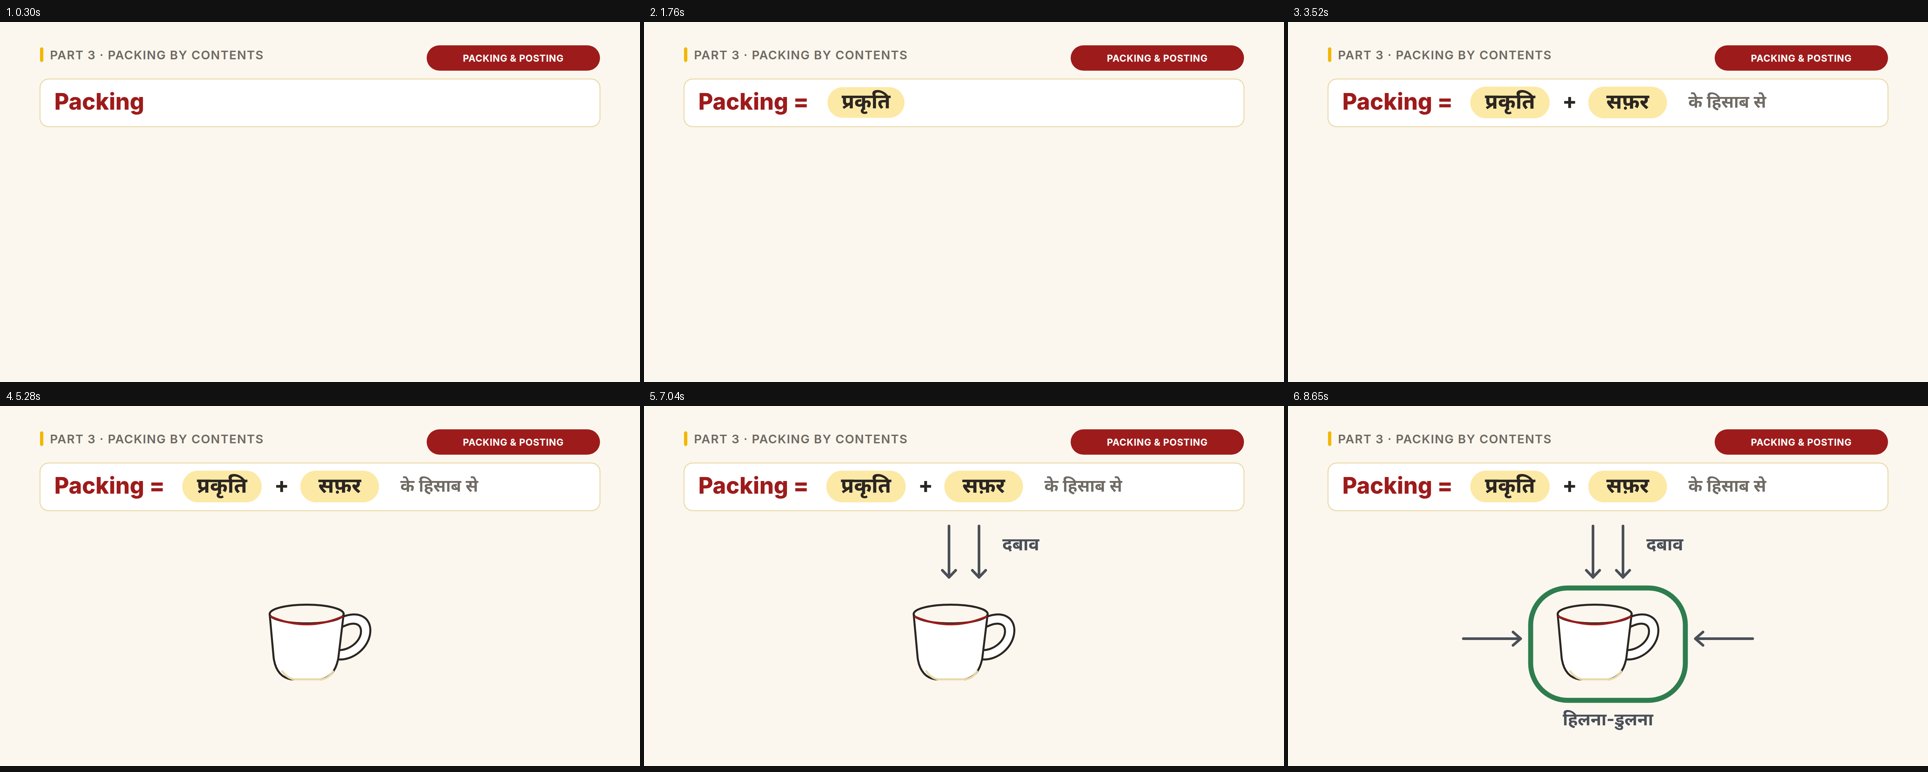 1. 0.30s
PART 3 · PACKING BY CONTENTS
PACKING & POSTING
Packing
2. 1.76s
PART 3 · PACKING BY CONTENTS
PACKING & POSTING
Packing = प्रकृति
3. 3.52s
PART 3 · PACKING BY CONTENTS
PACKING & POSTING
Packing = प्रकृति + सफ़र के हिसाब से
4. 5.28s
PART 3 · PACKING BY CONTENTS
PACKING & POSTING
Packing = प्रकृति + सफ़र के हिसाब से
5. 7.04s
PART 3 · PACKING BY CONTENTS
PACKING & POSTING
Packing = प्रकृति + सफ़र के हिसाब से
दबाव
6. 8.65s
PART 3 · PACKING BY CONTENTS
PACKING & POSTING
Packing = प्रकृति + सफ़र के हिसाब से
दबाव
हिलना-डुलना